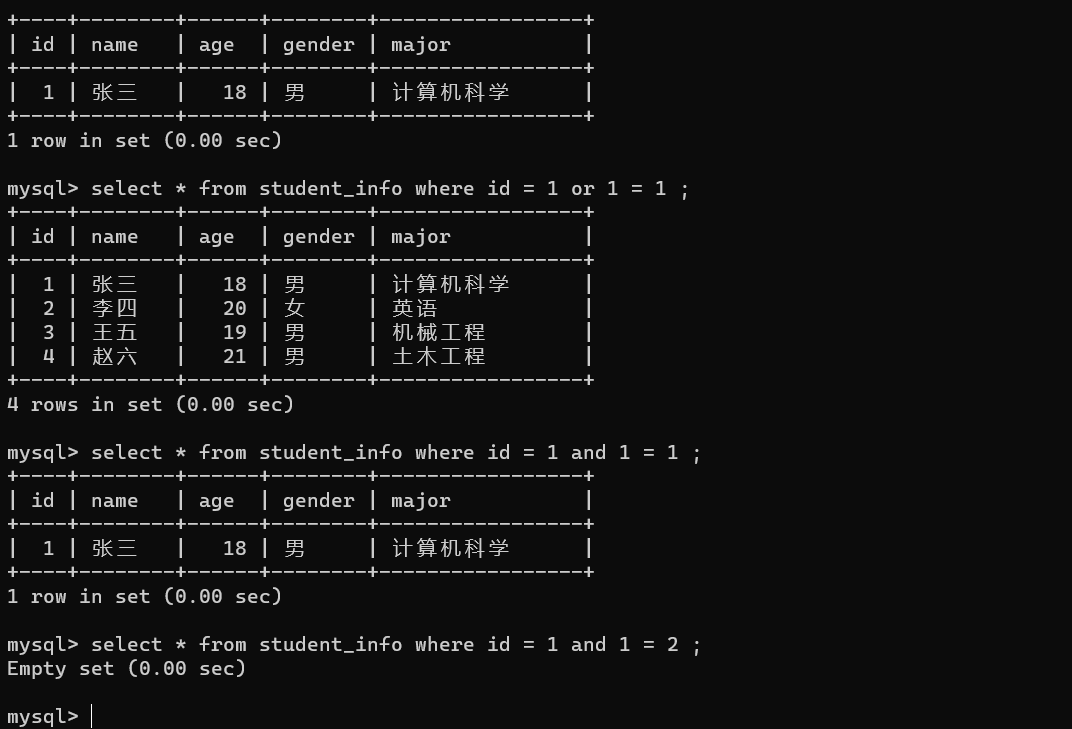 +----+--------+------+--------+-----------------+
| id | name   | age  | gender | major           |
+----+--------+------+--------+-----------------+
|  1 | 张三   |   18 | 男     | 计算机科学      |
+----+--------+------+--------+-----------------+
1 row in set (0.00 sec)

mysql> select * from student_info where id = 1 or 1 = 1 ;
+----+--------+------+--------+-----------------+
| id | name   | age  | gender | major           |
+----+--------+------+--------+-----------------+
|  1 | 张三   |   18 | 男     | 计算机科学      |
|  2 | 李四   |   20 | 女     | 英语            |
|  3 | 王五   |   19 | 男     | 机械工程        |
|  4 | 赵六   |   21 | 男     | 土木工程        |
+----+--------+------+--------+-----------------+
4 rows in set (0.00 sec)

mysql> select * from student_info where id = 1 and 1 = 1 ;
+----+--------+------+--------+-----------------+
| id | name   | age  | gender | major           |
+----+--------+------+--------+-----------------+
|  1 | 张三   |   18 | 男     | 计算机科学      |
+----+--------+------+--------+-----------------+
1 row in set (0.00 sec)

mysql> select * from student_info where id = 1 and 1 = 2 ;
Empty set (0.00 sec)

mysql>